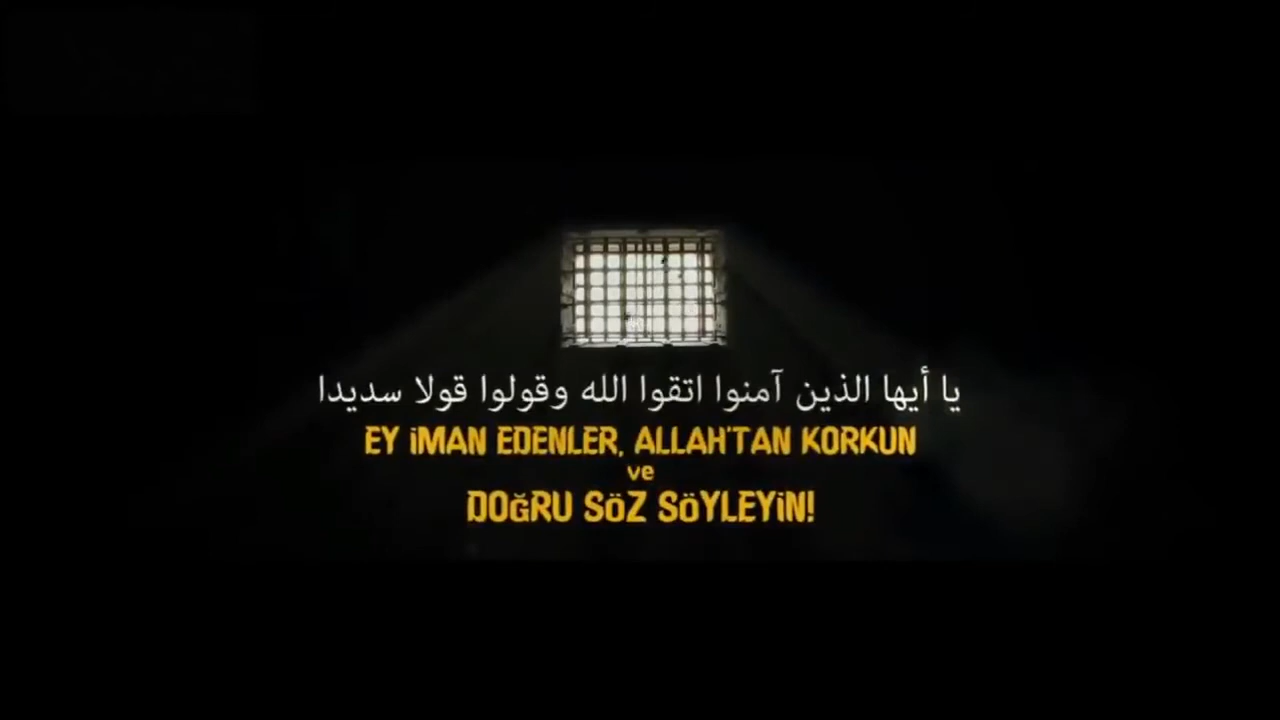 يا أيها الذين آمنوا اتقوا الله وقولوا قولا سديدا
EY İMAN EDENLER, ALLAH'TAN KORKUN
ve
DOĞRU SÖZ SÖYLEYİN!